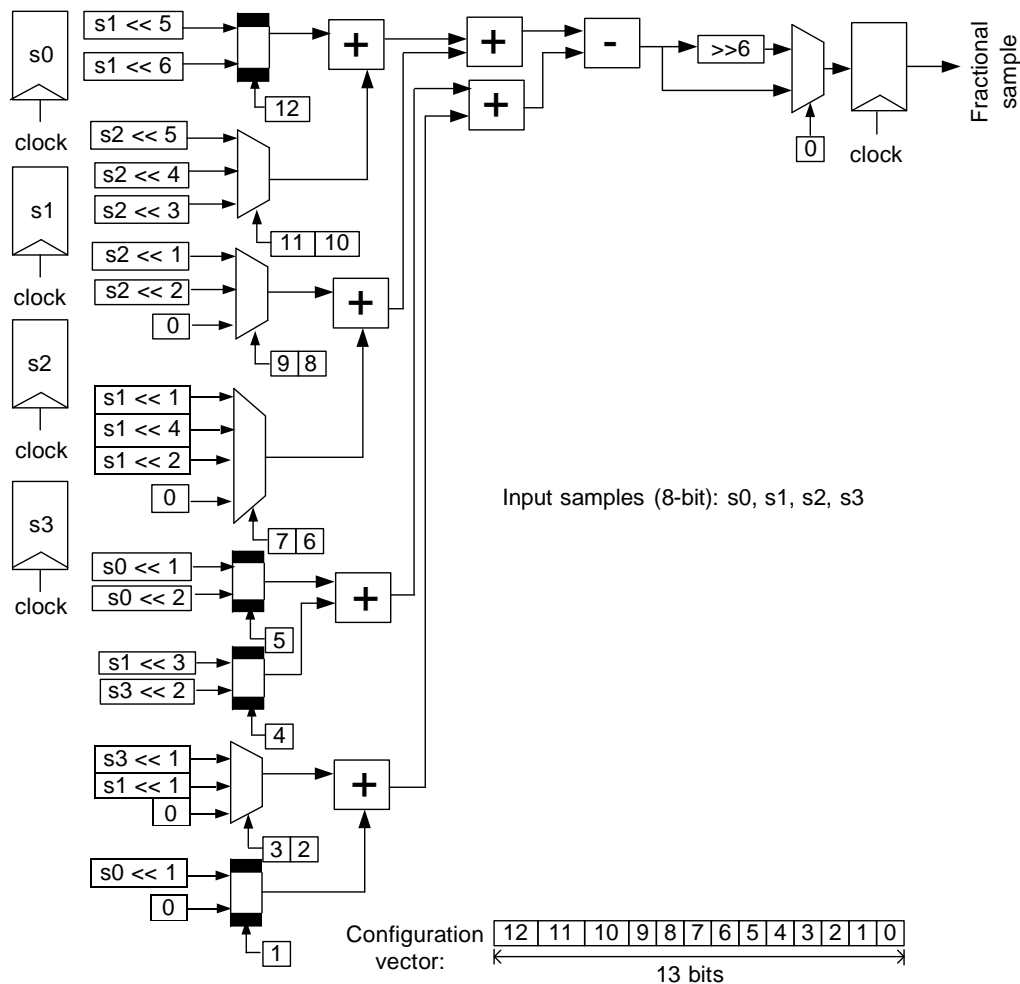 s0
clock
s1
clock
s2
clock
s3
clock
s1 << 5
s1 << 6
12
s2 << 5
s2 << 4
s2 << 3
11 10
s2 << 1
s2 << 2
0
9 8
s1 << 1
s1 << 4
s1 << 2
0
7 6
s0 << 1
s0 << 2
5
s1 << 3
s3 << 2
4
s3 << 1
s1 << 1
0
3 2
s0 << 1
0
1
+
+
+
+
+
+
-
>>6
0
clock
Fractional
sample
Input samples (8-bit): s0, s1, s2, s3
Configuration
vector:
12 11 10 9 8 7 6 5 4 3 2 1 0
13 bits